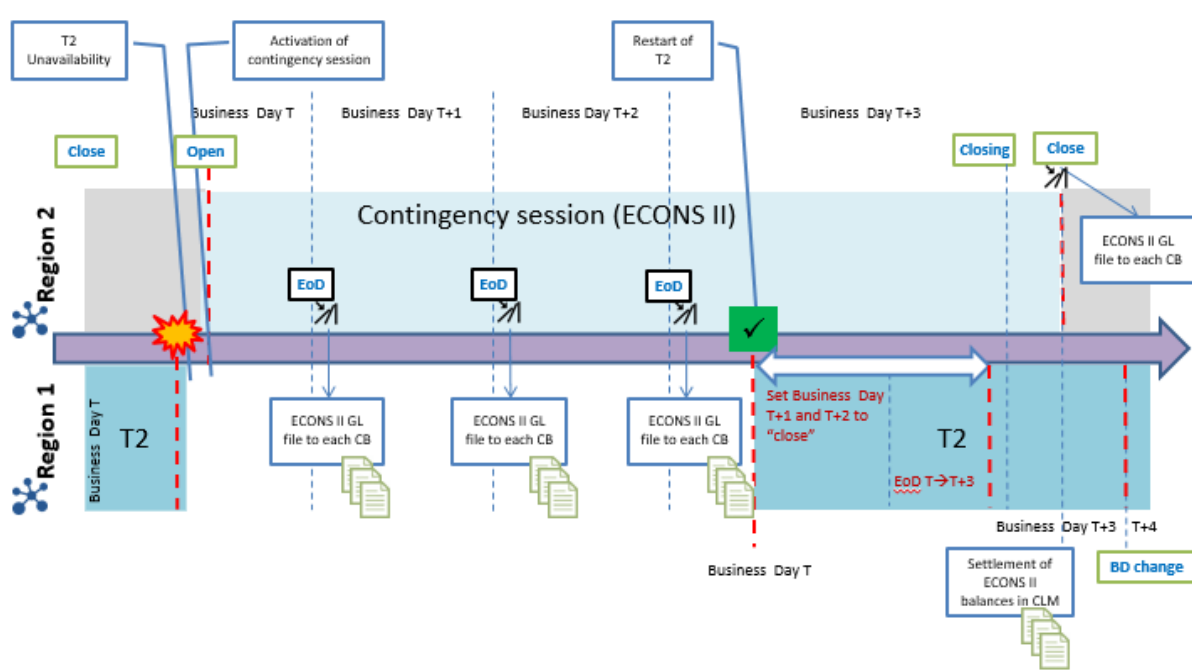 T2
Unavailability
Activation of
contingency session
Restart of
T2
Business Day T
Business Day T+1
Business Day T+2
Business Day T+3
Close
Open
Closing
Close
Region 2
Contingency session (ECONS II)
ECONS II GL
file to each CB
EoD
EoD
EoD
Region 1
Business Day T
T2
ECONS II GL
file to each CB
ECONS II GL
file to each CB
ECONS II GL
file to each CB
Set Business Day
T+1 and T+2 to
“close”
T2
EoD T→T+3
Business Day T+3
T+4
Business Day T
Settlement of
ECONS II
balances in CLM
BD change